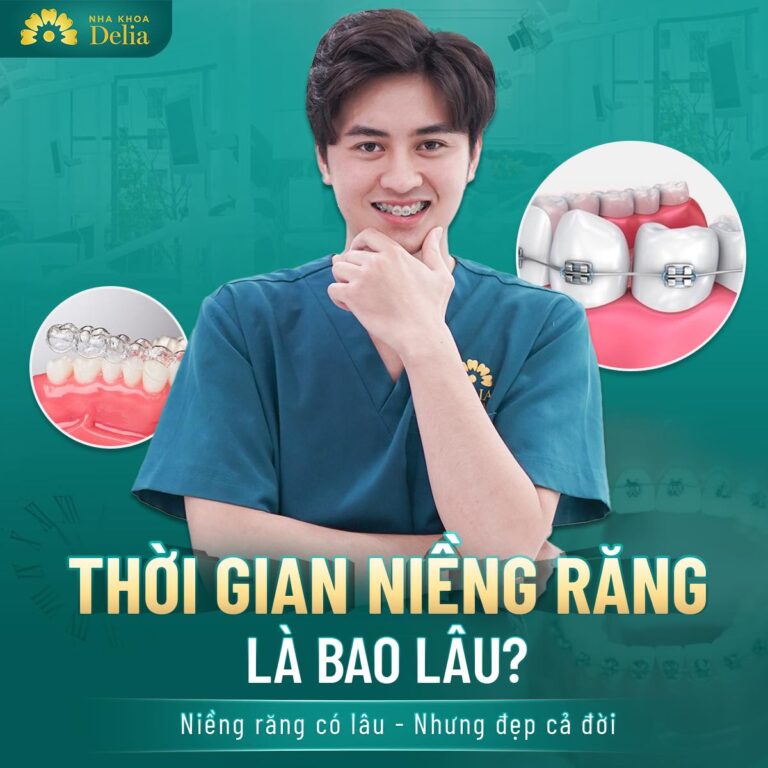 NHA KHOA
Delia
THỜI GIAN NIỀNG RĂNG
LÀ BAO LÂU?
Niềng răng có lâu - Nhưng đẹp cả đời